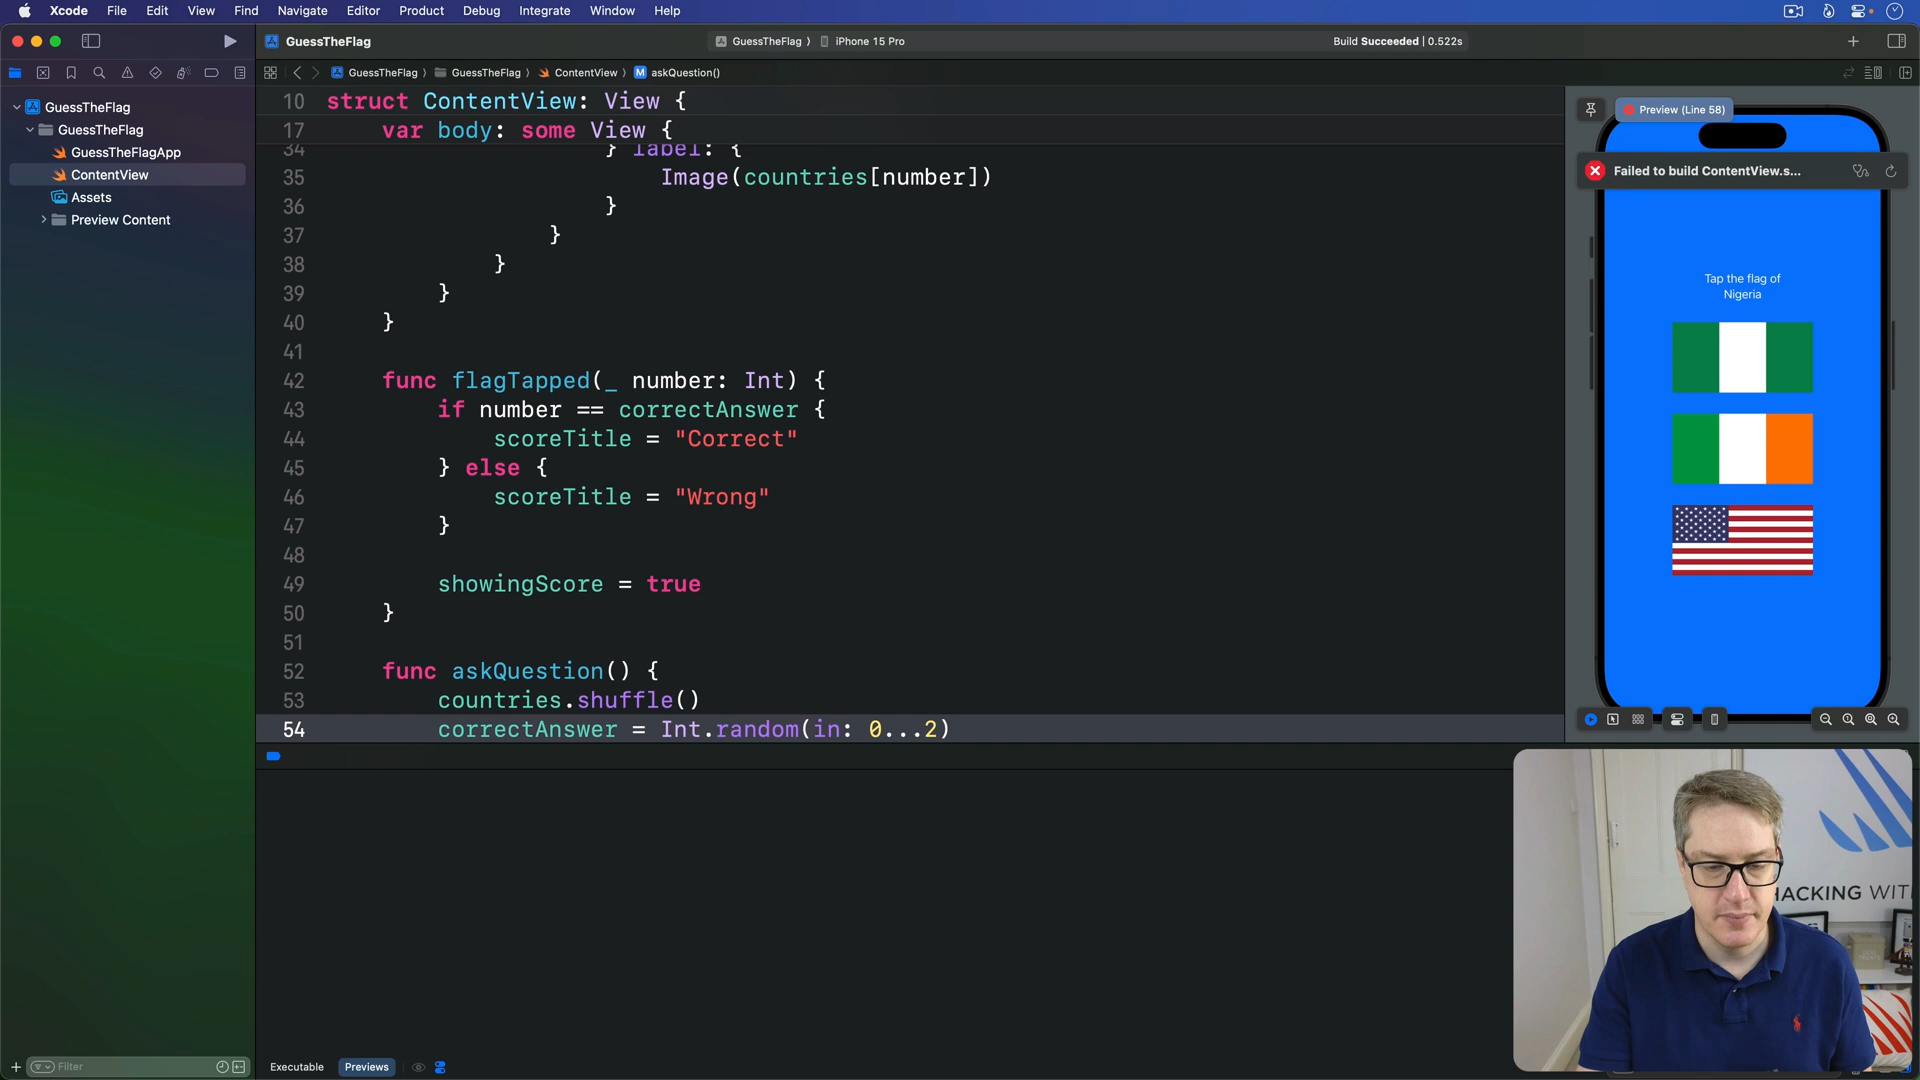 Xcode File Edit View Find Navigate Editor Product Debug Integrate Window Help
GuessTheFlag
GuessTheFlag 〉 iPhone 15 Pro
Build Succeeded | 0.522s
GuessTheFlag 〉 GuessTheFlag 〉 ContentView 〉 M askQuestion()
GuessTheFlag
GuessTheFlag
GuessTheFlagApp
ContentView
Assets
Preview Content
Filter
10 struct ContentView: View {
17 var body: some View {
34 } label: {
35 Image(countries[number])
36 }
37 }
38 }
39 }
40 }
41
42 func flagTapped(_ number: Int) {
43 if number == correctAnswer {
44 scoreTitle = "Correct"
45 } else {
46 scoreTitle = "Wrong"
47 }
48
49 showingScore = true
50 }
51
52 func askQuestion() {
53 countries.shuffle()
54 correctAnswer = Int.random(in: 0...2)
Preview (Line 58)
Failed to build ContentView.s...
Tap the flag of
Nigeria
Executable Previews
HACKING WIT